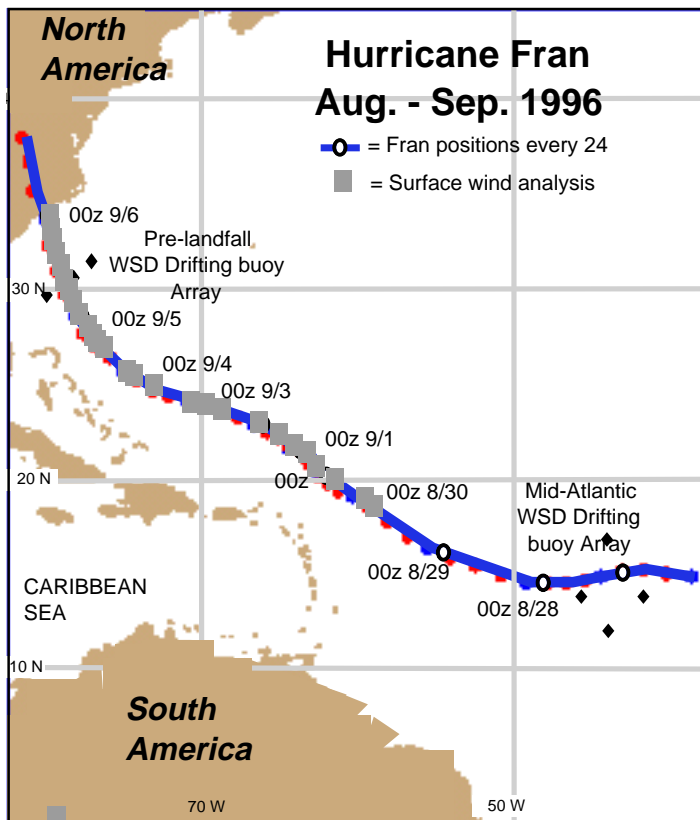 North
America
Hurricane Fran
Aug. - Sep. 1996
= Fran positions every 24
= Surface wind analysis
00z 9/6
Pre-landfall
WSD Drifting buoy
Array
30 N
00z 9/5
00z 9/4
00z 9/3
00z 9/1
00z
20 N
00z 8/30
Mid-Atlantic
WSD Drifting
buoy Array
00z 8/29
CARIBBEAN
SEA
00z 8/28
10 N
South
America
70 W
50 W